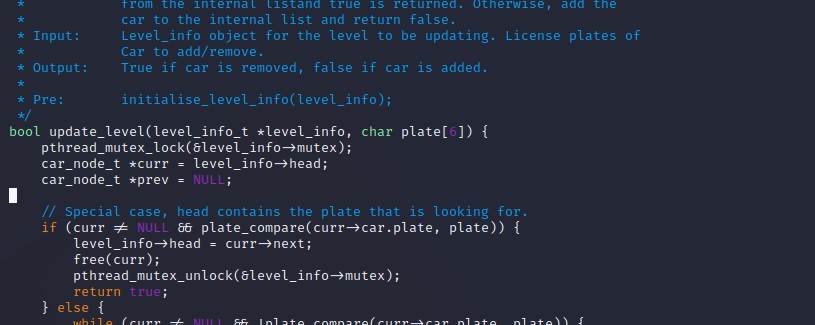 *            from the internal listand true is returned. Otherwise, add the
*            car to the internal list and return false.
* Input:     Level_info object for the level to be updating. License plates of
*            Car to add/remove.
* Output:    True if car is removed, false if car is added.
*
* Pre:       initialise_level_info(level_info);
*/
bool update_level(level_info_t *level_info, char plate[6]) {
    pthread_mutex_lock(&level_info->mutex);
    car_node_t *curr = level_info->head;
    car_node_t *prev = NULL;
    // Special case, head contains the plate that is looking for.
    if (curr != NULL && plate_compare(curr->car.plate, plate)) {
        level_info->head = curr->next;
        free(curr);
        pthread_mutex_unlock(&level_info->mutex);
        return true;
    } else {
        while (curr != NULL && !plate_compare(curr->car.plate, plate)) {